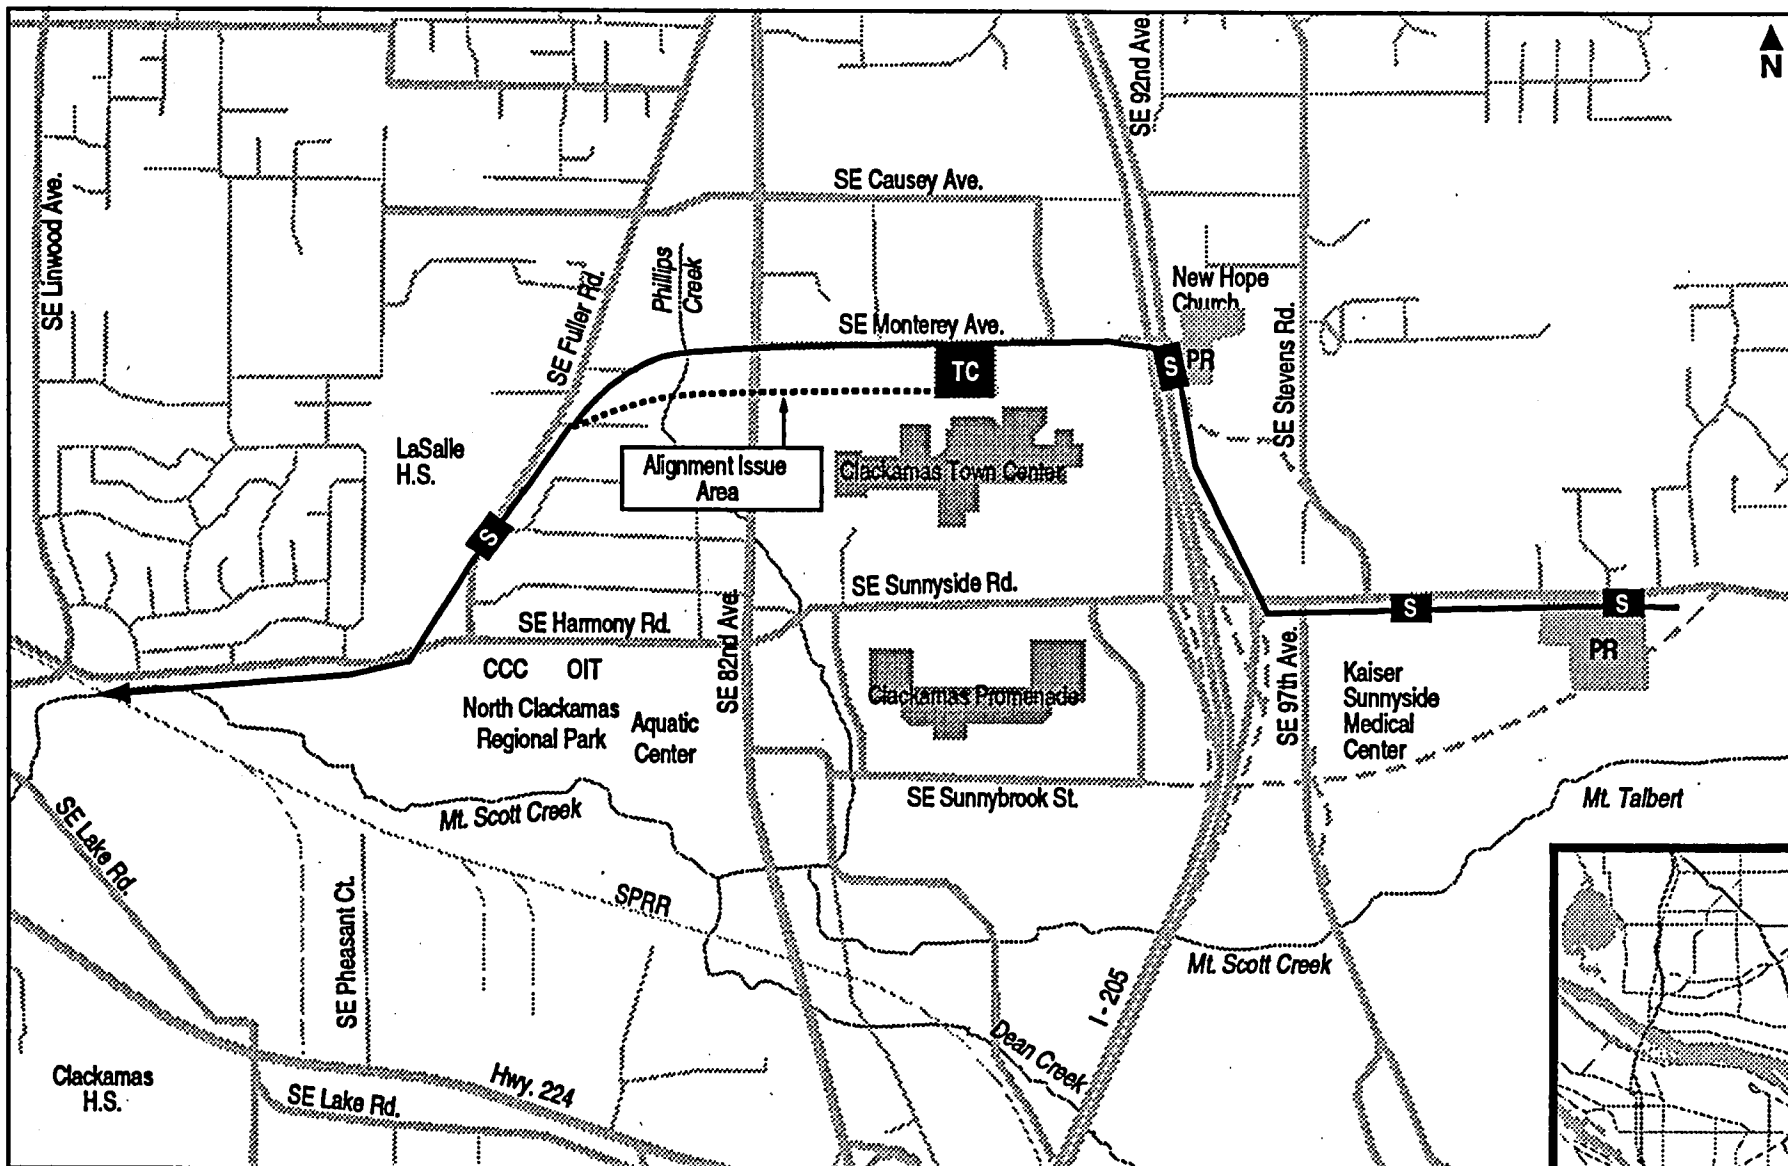 N
SE 92nd Ave.
SE Causey Ave.
SE Linwood Ave.
Phillips
Creek
New Hope
Church
SE Fuller Rd.
SE Monterey Ave.
SE Stevens Rd.
TC
S
PR
LaSalle
H.S.
Alignment Issue
Area
Clackamas Town Center
S
SE Sunnyside Rd.
S
S
SE Harmony Rd.
SE 82nd Ave.
SE 97th Ave.
PR
CCC
OIT
North Clackamas
Regional Park
Aquatic
Center
Clackamas Promenade
Kaiser
Sunnyside
Medical
Center
SE Sunnybrook St.
Mt. Talbert
Mt. Scott Creek
SE Lake Rd.
SE Pheasant Ct.
SPRR
Mt. Scott Creek
I - 205
Dean Creek
Clackamas
H.S.
Hwy. 224
SE Lake Rd.